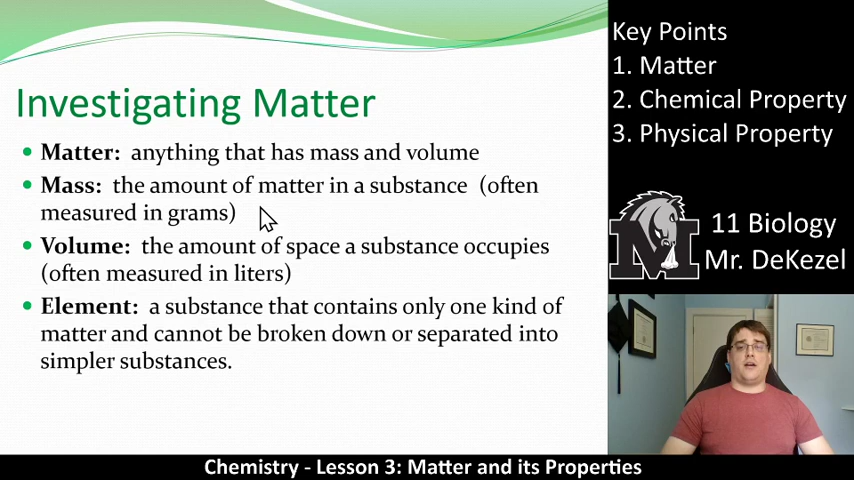 Investigating Matter
Matter: anything that has mass and volume
Mass: the amount of matter in a substance (often
measured in grams)
Volume: the amount of space a substance occupies
(often measured in liters)
Element: a substance that contains only one kind of
matter and cannot be broken down or separated into
simpler substances.
Key Points
1. Matter
2. Chemical Property
3. Physical Property
M
11 Biology
Mr. DeKezel
Chemistry - Lesson 3: Matter and its Properties